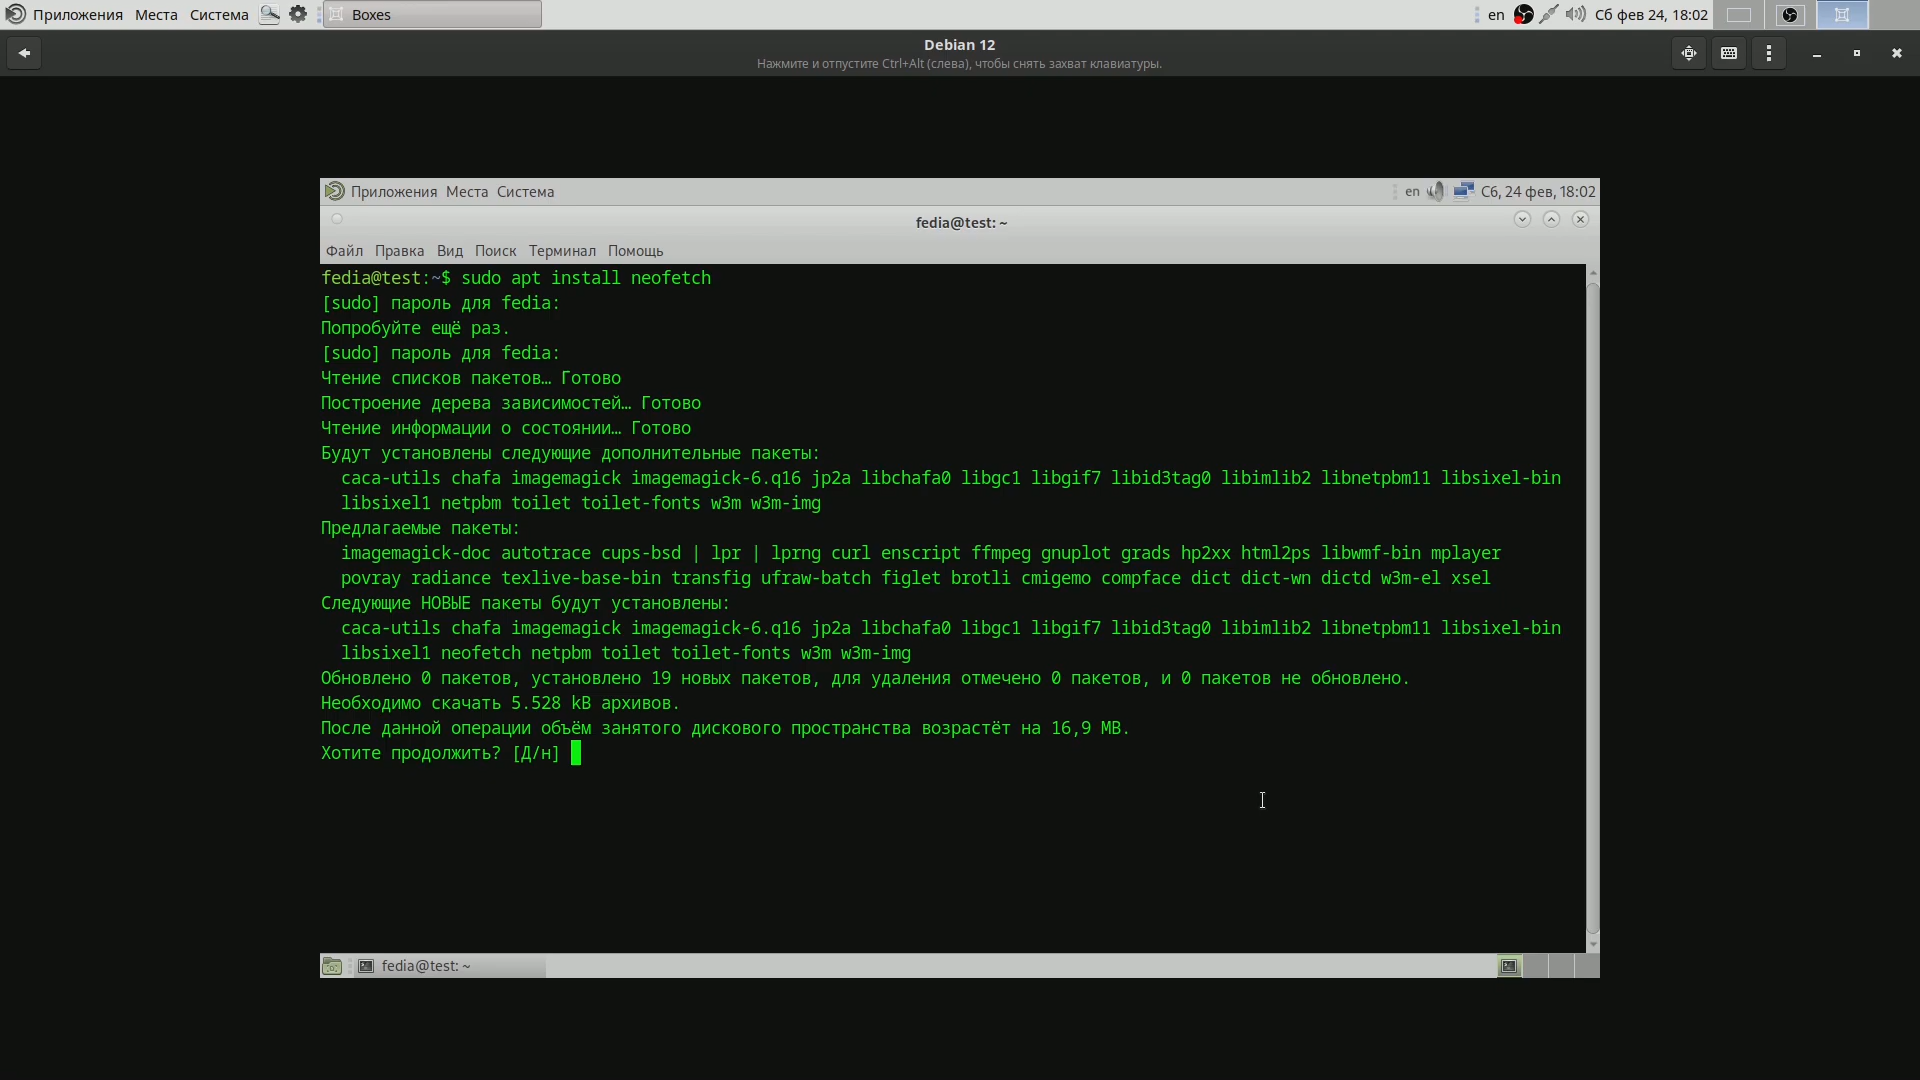 Приложения Места Система Boxes en Сб фев 24, 18:02
Debian 12
Нажмите и отпустите Ctrl+Alt (слева), чтобы снять захват клавиатуры.
Приложения Места Система en Сб, 24 фев, 18:02
fedia@test: ~
Файл Правка Вид Поиск Терминал Помощь
fedia@test:~$ sudo apt install neofetch
[sudo] пароль для fedia:
Попробуйте ещё раз.
[sudo] пароль для fedia:
Чтение списков пакетов… Готово
Построение дерева зависимостей… Готово
Чтение информации о состоянии… Готово
Будут установлены следующие дополнительные пакеты:
  caca-utils chafa imagemagick imagemagick-6.q16 jp2a libchafa0 libgc1 libgif7 libid3tag0 libimlib2 libnetpbm11 libsixel-bin
  libsixel1 netpbm toilet toilet-fonts w3m w3m-img
Предлагаемые пакеты:
  imagemagick-doc autotrace cups-bsd | lpr | lprng curl enscript ffmpeg gnuplot grads hp2xx html2ps libwmf-bin mplayer
  povray radiance texlive-base-bin transfig ufraw-batch figlet brotli cmigemo compface dict dict-wn dictd w3m-el xsel
Следующие НОВЫЕ пакеты будут установлены:
  caca-utils chafa imagemagick imagemagick-6.q16 jp2a libchafa0 libgc1 libgif7 libid3tag0 libimlib2 libnetpbm11 libsixel-bin
  libsixel1 neofetch netpbm toilet toilet-fonts w3m w3m-img
Обновлено 0 пакетов, установлено 19 новых пакетов, для удаления отмечено 0 пакетов, и 0 пакетов не обновлено.
Необходимо скачать 5.528 kB архивов.
После данной операции объём занятого дискового пространства возрастёт на 16,9 MB.
Хотите продолжить? [Д/н]
fedia@test: ~